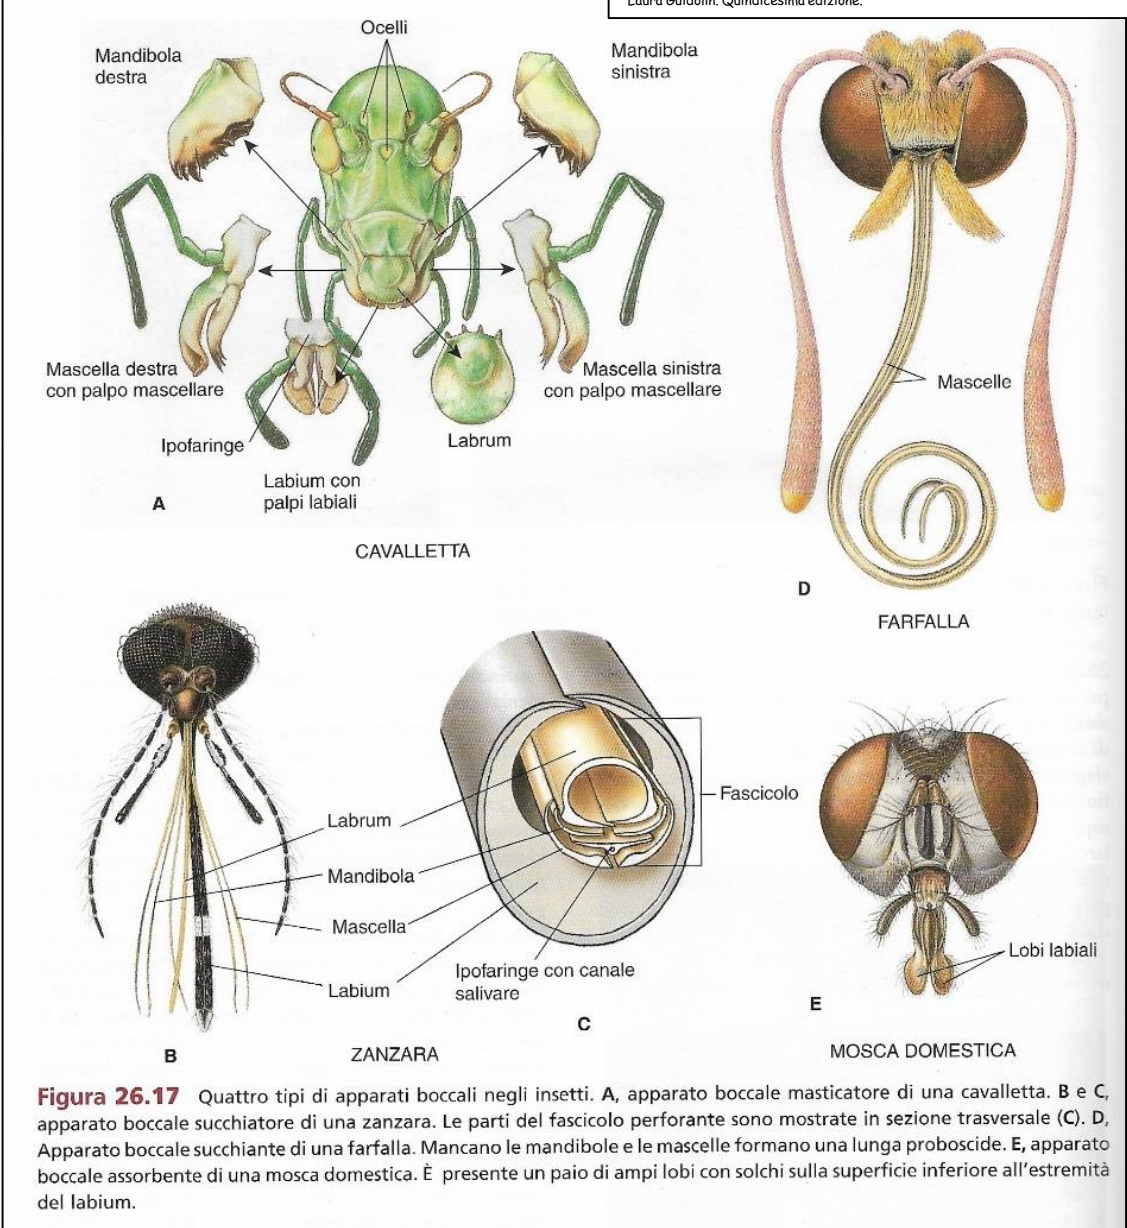 Laura Guidolin. Quindicesima edizione.
Ocelli
Mandibola
destra
Mandibola
sinistra
Mascella destra
con palpo mascellare
Mascella sinistra
con palpo mascellare
Ipofaringe
Labrum
Labium con
palpi labiali
A
CAVALLETTA
Mascelle
D
FARFALLA
Labrum
Mandibola
Mascella
Labium
Fascicolo
Ipofaringe con canale
salivare
C
B
ZANZARA
Lobi labiali
E
MOSCA DOMESTICA
Figura 26.17 Quattro tipi di apparati boccali negli insetti. A, apparato boccale masticatore di una cavalletta. B e C,
apparato boccale succhiatore di una zanzara. Le parti del fascicolo perforante sono mostrate in sezione trasversale (C). D,
Apparato boccale succhiante di una farfalla. Mancano le mandibole e le mascelle formano una lunga proboscide. E, apparato
boccale assorbente di una mosca domestica. È presente un paio di ampi lobi con solchi sulla superficie inferiore all'estremità
del labium.